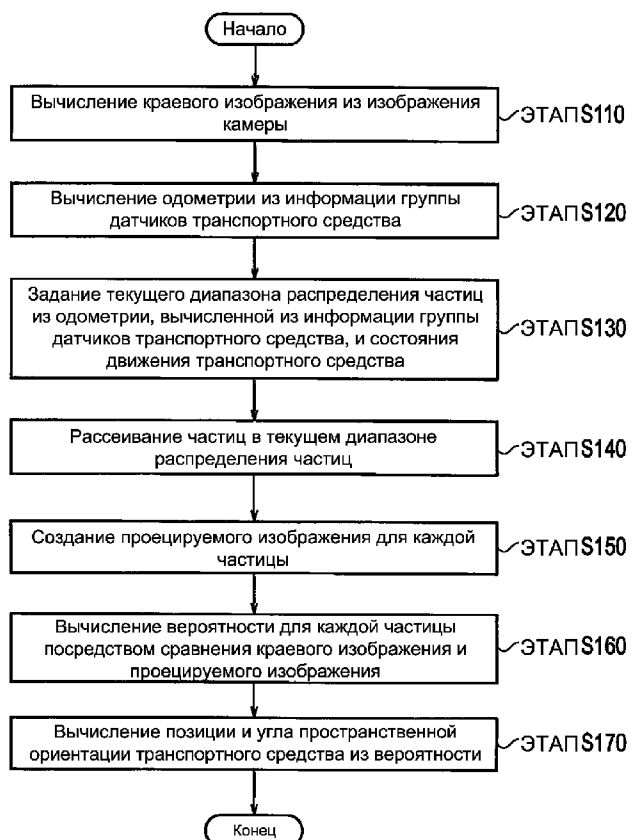 Начало
Вычисление краевого изображения из изображения
камеры
ЭТАП S110
Вычисление одометрии из информации группы
датчиков транспортного средства
ЭТАП S120
Задание текущего диапазона распределения частиц
из одометрии, вычисленной из информации группы
датчиков транспортного средства, и состояния
движения транспортного средства
ЭТАП S130
Рассеивание частиц в текущем диапазоне
распределения частиц
ЭТАП S140
Создание проецируемого изображения для каждой
частицы
ЭТАП S150
Вычисление вероятности для каждой частицы
посредством сравнения краевого изображения и
проецируемого изображения
ЭТАП S160
Вычисление позиции и угла пространственной
ориентации транспортного средства из вероятности
ЭТАП S170
Конец